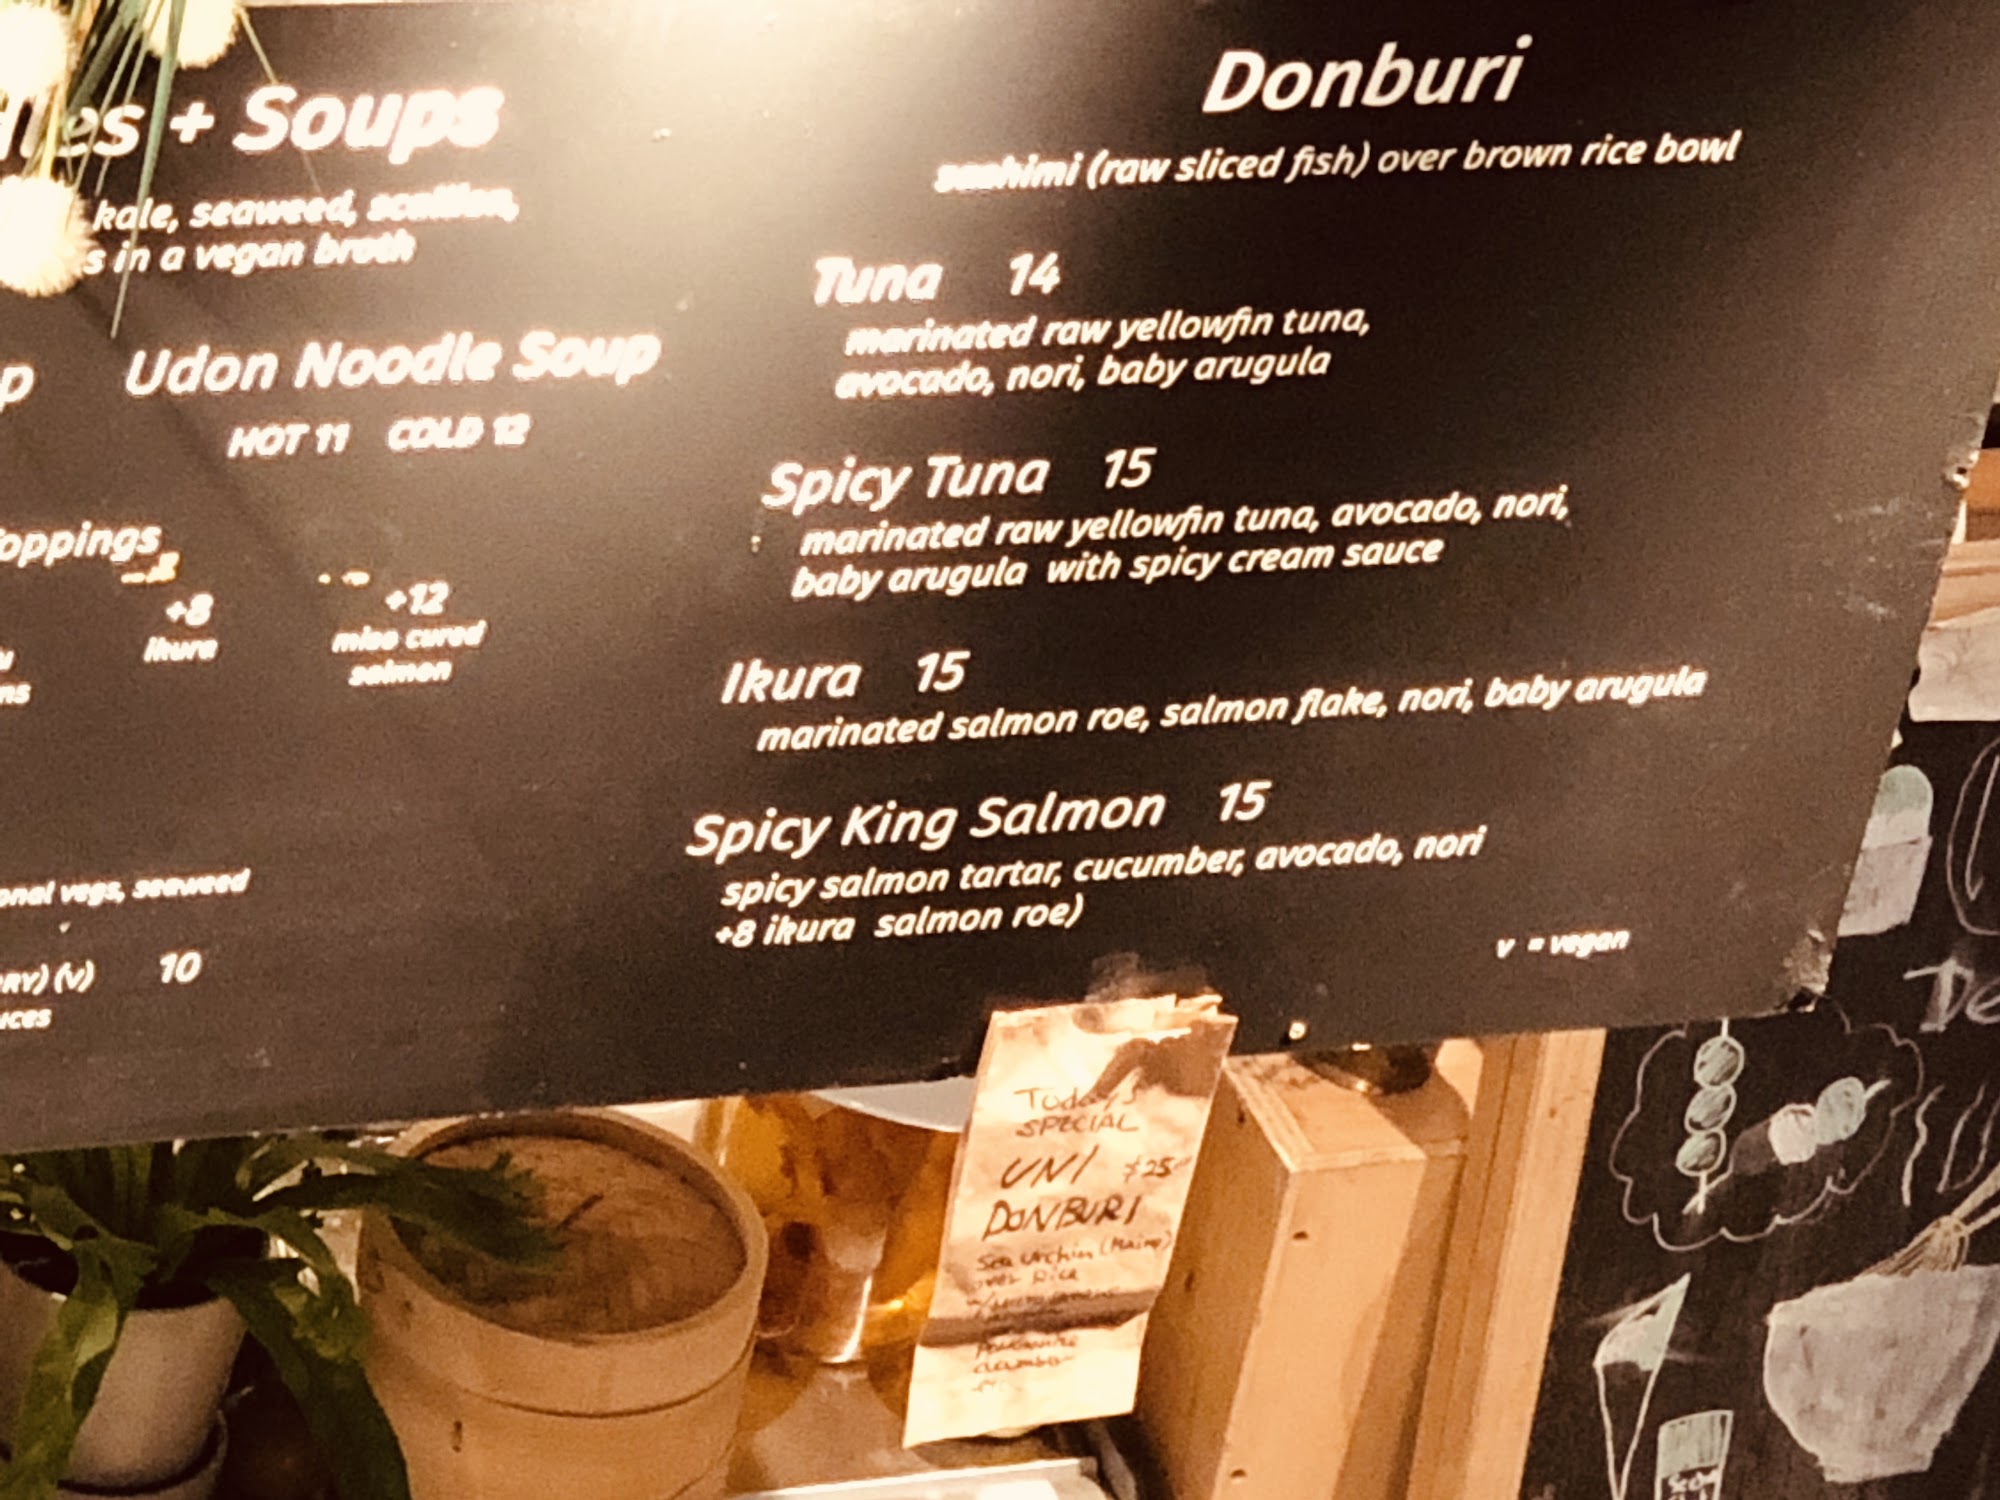 + Soups
kale, seaweed, scallion,
in a vegan broth
Udon Noodle Soup
HOT 11 COLD 12
oppings
+8
ikura
+12
miso cured
salmon
onal vegs, seaweed
RY) (v) 10
Donburi
sashimi (raw sliced fish) over brown rice bowl
Tuna 14
marinated raw yellowfin tuna,
avocado, nori, baby arugula
Spicy Tuna 15
marinated raw yellowfin tuna, avocado, nori,
baby arugula with spicy cream sauce
Ikura 15
marinated salmon roe, salmon flake, nori, baby arugula
Spicy King Salmon 15
spicy salmon tartar, cucumber, avocado, nori
+8 ikura salmon roe)
v = vegan
Today's
SPECIAL
UNI $25
DONBURI
Sea Urchin (Maine)
over Rice
De